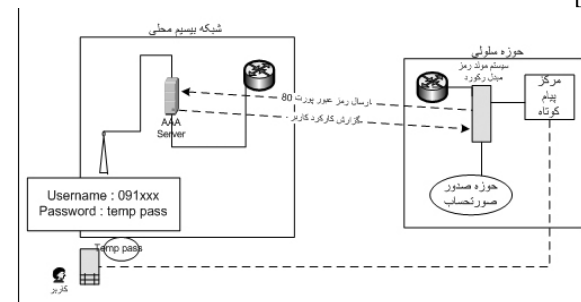 شبکه بیسیم محلی
AAA
Server
Username : 091xxx
Password : temp pass
Temp pass
کاربر
ارسال رمز عبور پورت 80
گزارش کارکرد کاربر
حوزه سلولی
سیستم مولد رمز
مبدل رکورد
مرکز
پیام
کوتاه
حوزه صدور
صورتحساب